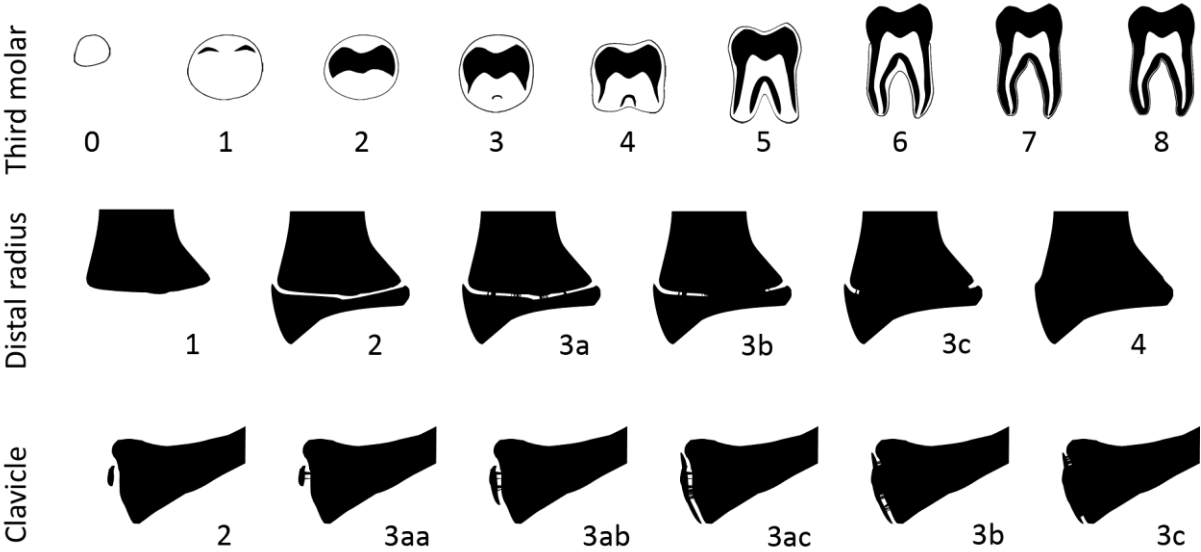 Third molar
0 1 2 3 4 5 6 7 8
Distal radius
1 2 3a 3b 3c 4
Clavicle
2 3aa 3ab 3ac 3b 3c